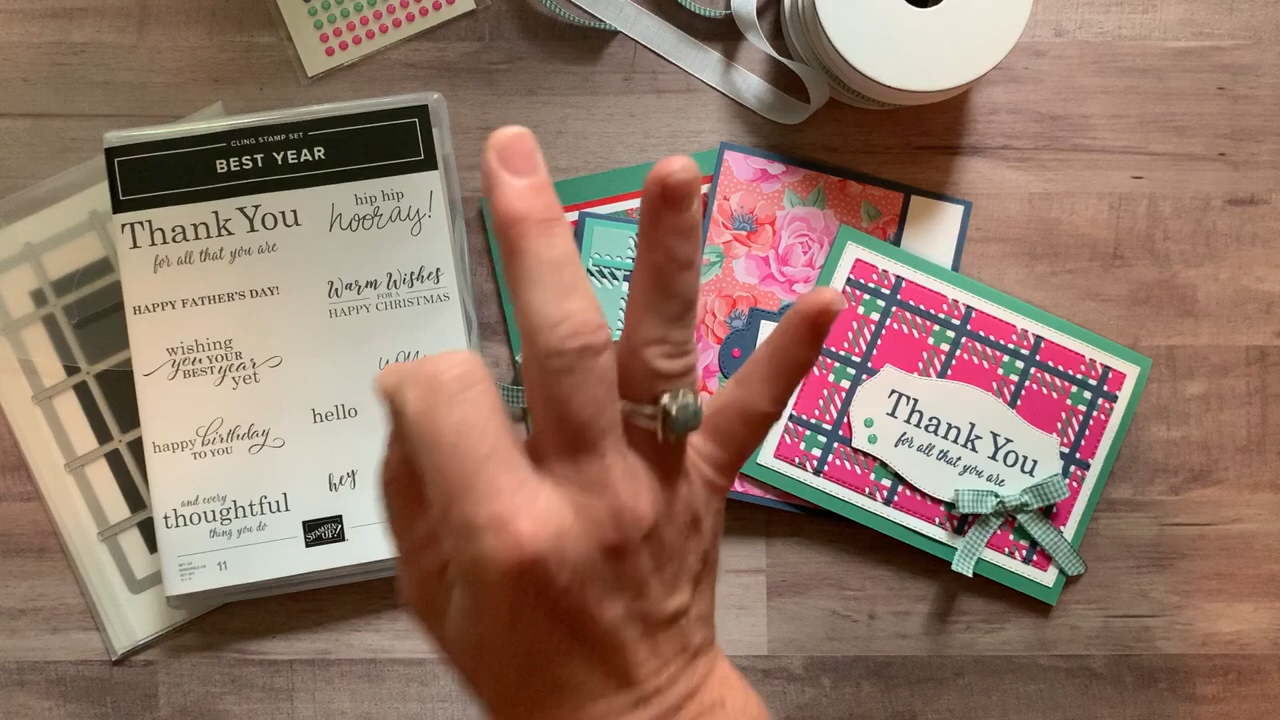 CLING STAMP SET
BEST YEAR
Thank You
for all that you are
hip hip
hooray!
HAPPY FATHER'S DAY!
Warm Wishes
FOR A
HAPPY CHRISTMAS
wishing
you YOUR
BEST year
yet
hello
happy birthday
TO YOU
hey
and every
thoughtful
thing you do
STAMPIN' UP!
11
Thank You
for all that you are